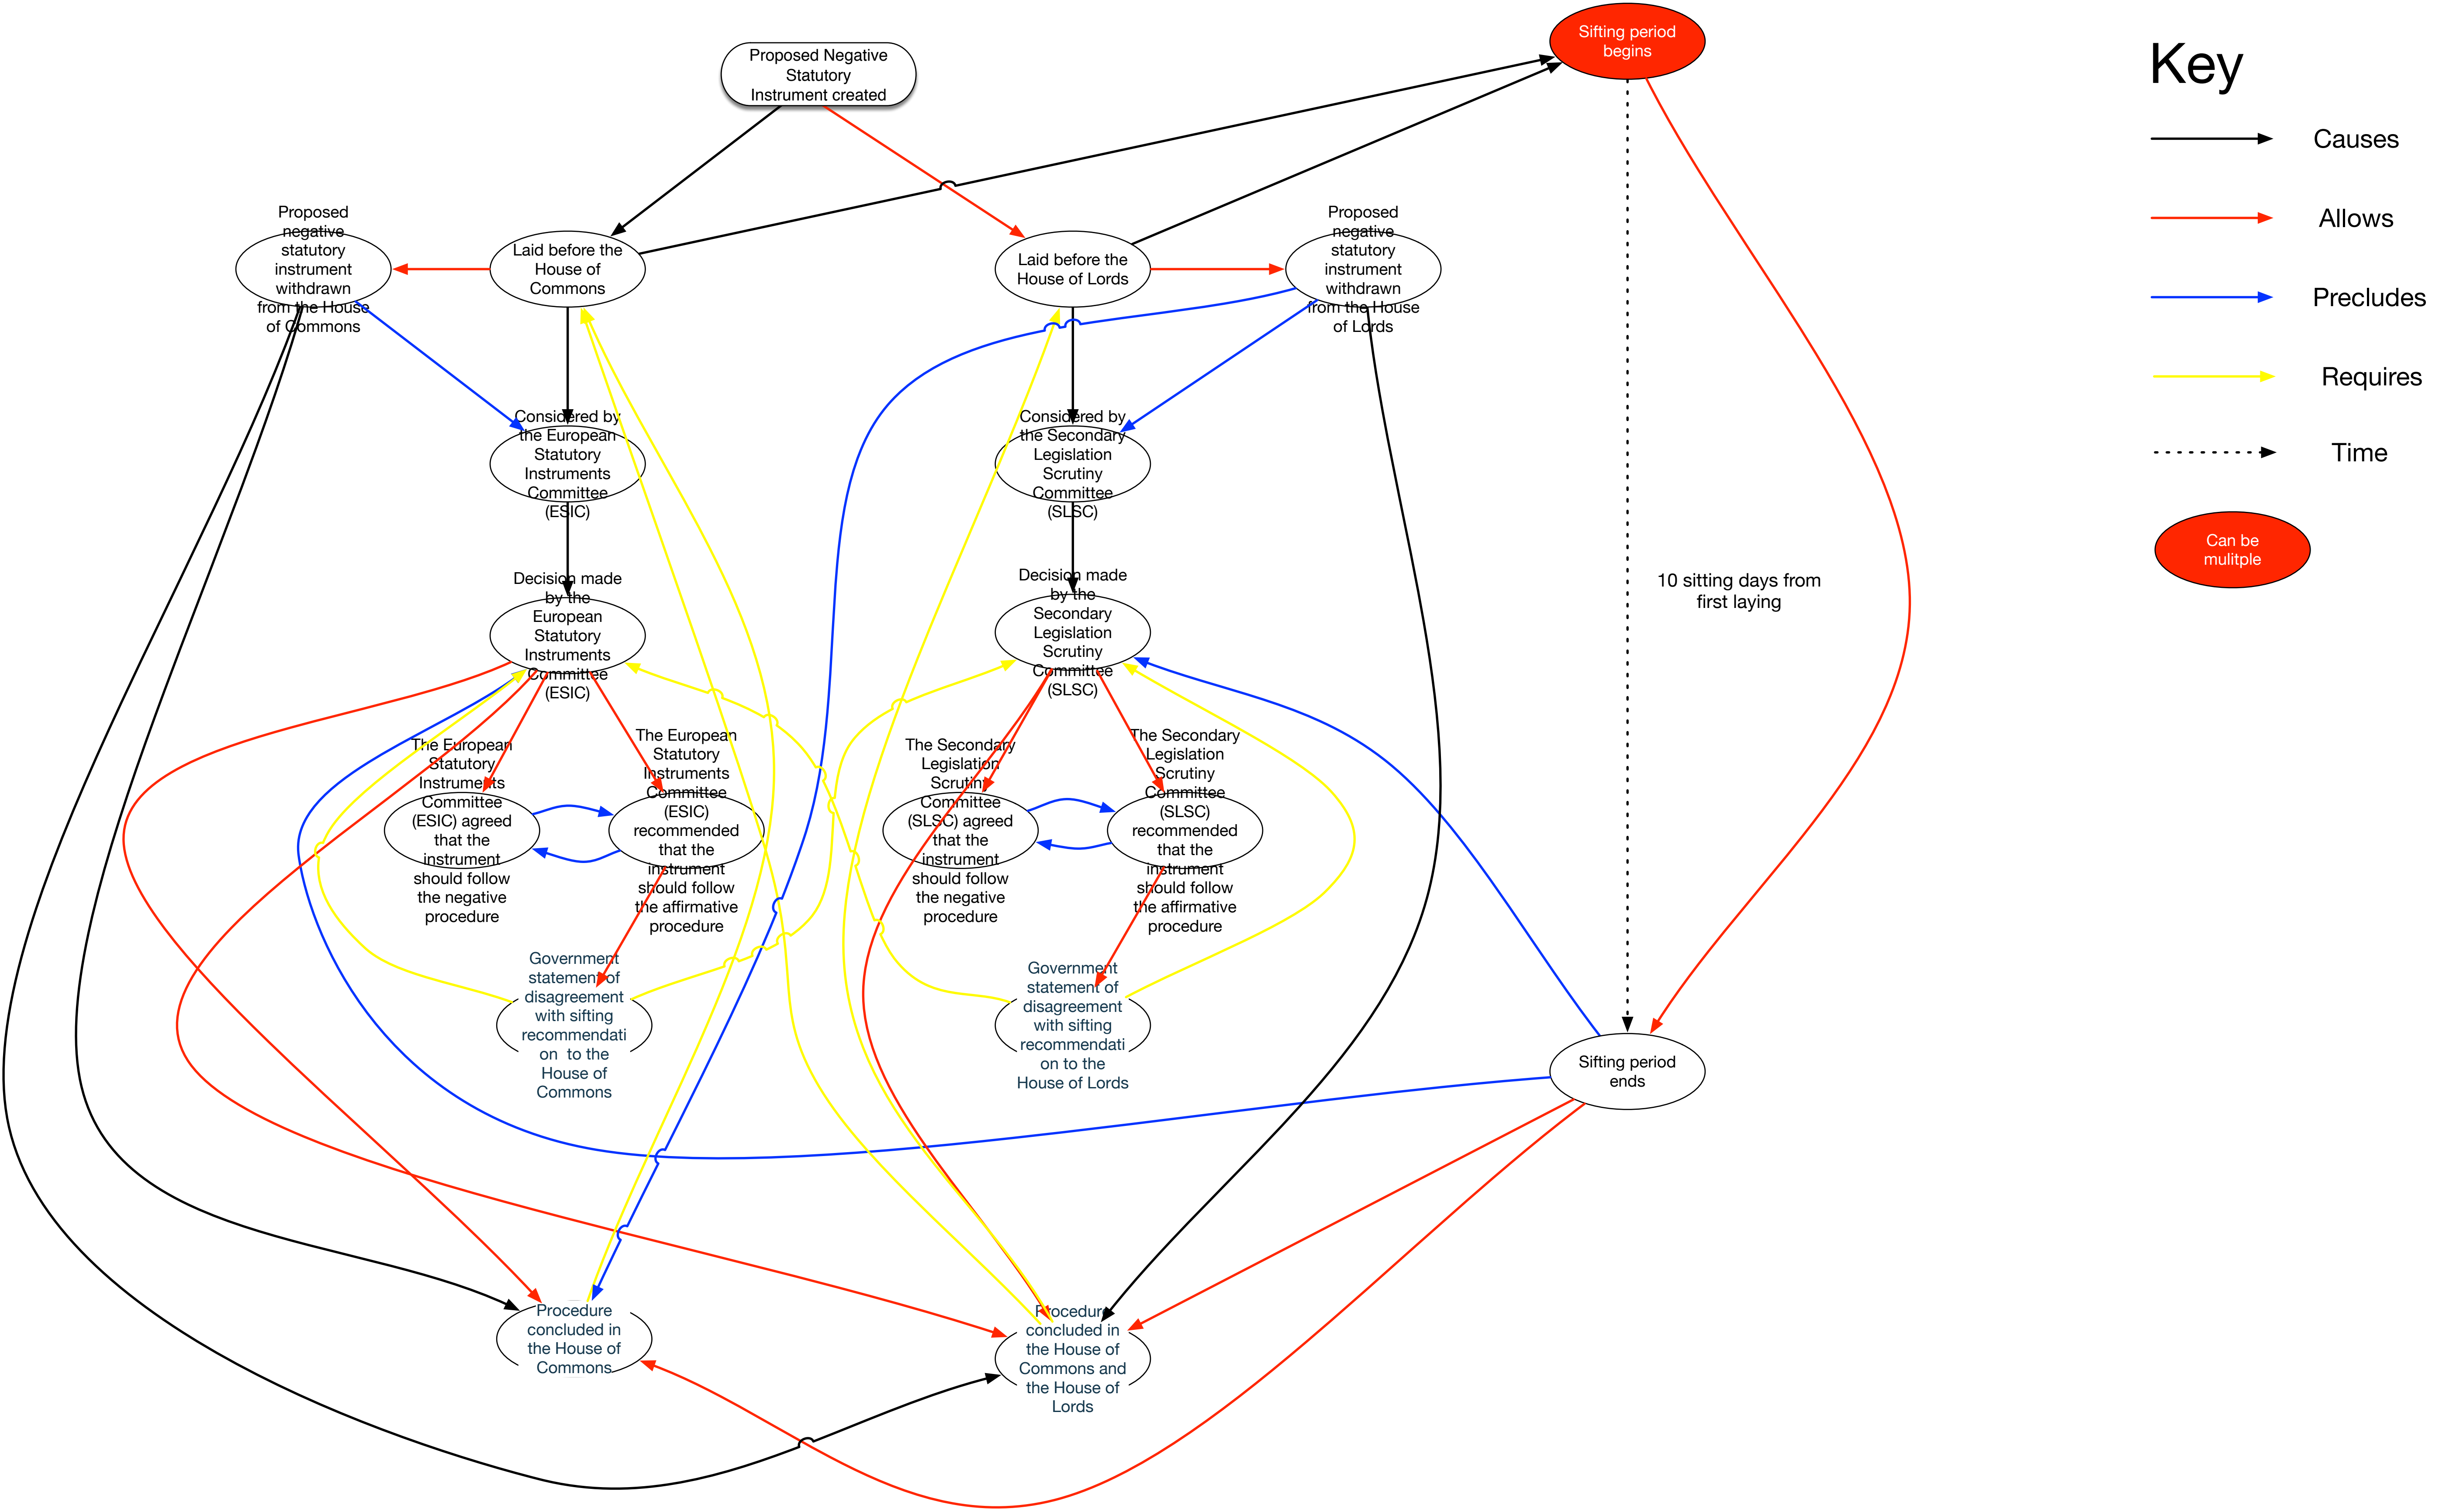 Proposed Negative
Statutory
Instrument created
Sifting period
begins
Key
Causes
Allows
Precludes
Requires
Time
Can be
mulitple
Proposed
negative
statutory
instrument
withdrawn
from the House
of Commons
Laid before the
House of
Commons
Laid before the
House of Lords
Proposed
negative
statutory
instrument
withdrawn
from the House
of Lords
Considered by
the European
Statutory
Instruments
Committee
(ESIC)
Considered by
the Secondary
Legislation
Scrutiny
Committee
(SLSC)
Decision made
by the
European
Statutory
Instruments
Committee
(ESIC)
Decision made
by the
Secondary
Legislation
Scrutiny
Committee
(SLSC)
10 sitting days from
first laying
The European
Statutory
Instruments
Committee
(ESIC) agreed
that the
instrument
should follow
the negative
procedure
The European
Statutory
Instruments
Committee
(ESIC)
recommended
that the
instrument
should follow
the affirmative
procedure
The Secondary
Legislation
Scrutiny
Committee
(SLSC) agreed
that the
instrument
should follow
the negative
procedure
The Secondary
Legislation
Scrutiny
Committee
(SLSC)
recommended
that the
instrument
should follow
the affirmative
procedure
Government
statement of
disagreement
with sifting
recommendati
on to the
House of
Commons
Government
statement of
disagreement
with sifting
recommendati
on to the
House of Lords
Sifting period
ends
Procedure
concluded in
the House of
Commons
Procedure
concluded in
the House of
Commons and
the House of
Lords